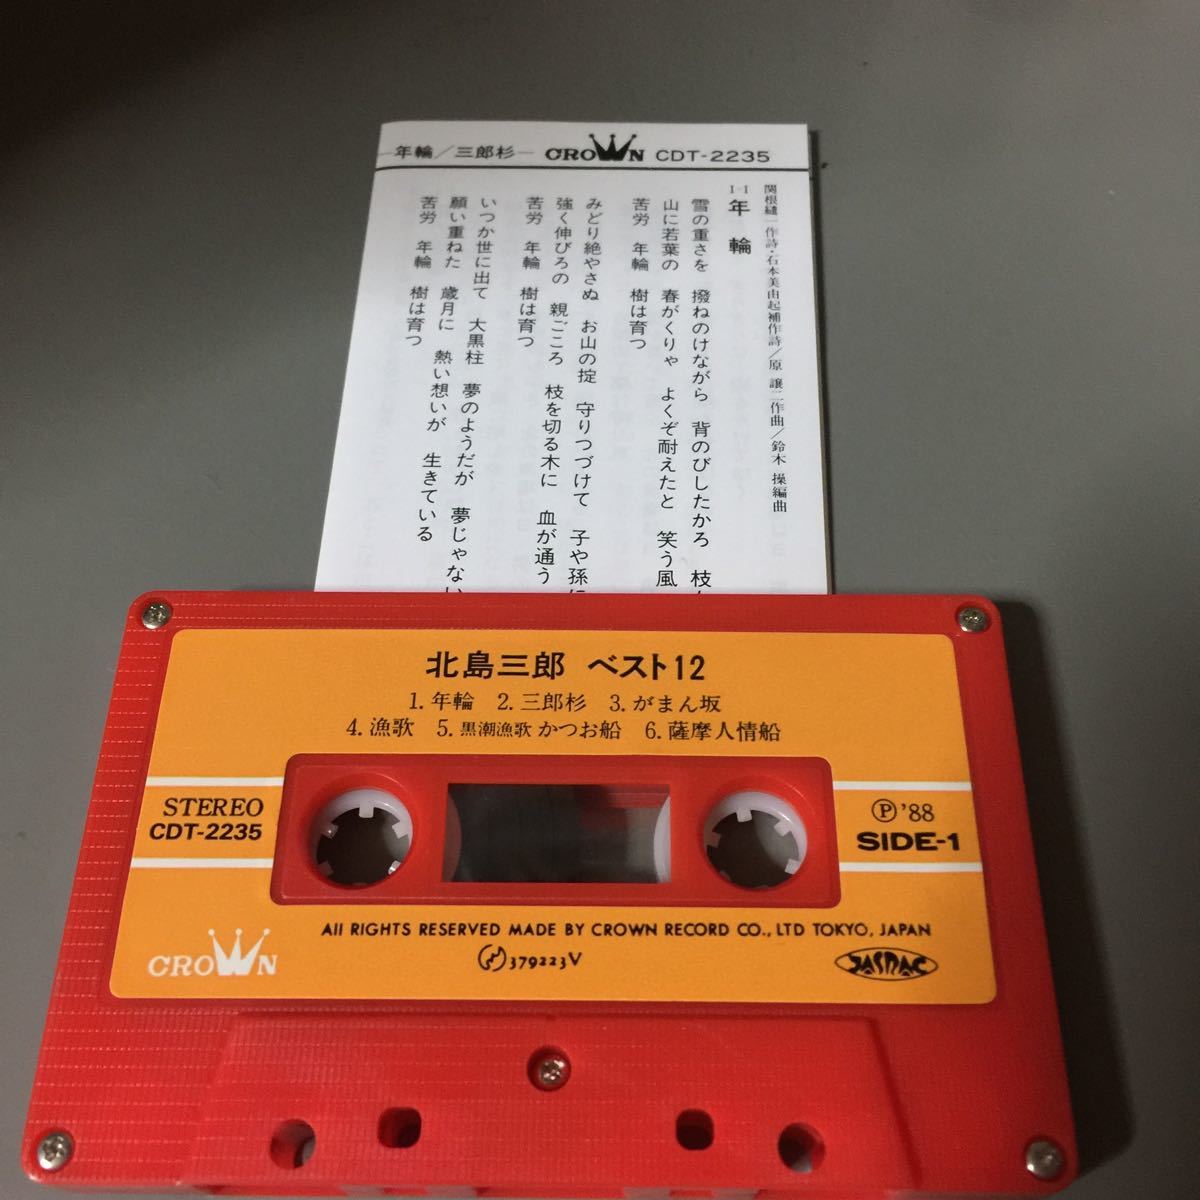 年輪／三郎杉 CROWN CDT-2235
関根縫一作詩・石本美由起補作詩／原 譲二作曲／鈴木 操編曲
1-1 年輪
雪の重さを 撥ねのけながら 背のびしたかろ 枝
山に若葉の 春がくりゃ よくぞ耐えたと 笑う風
苦労 年輪 樹は育つ
みどり絶やさぬ お山の掟 守りつづけて 子や孫に
強く伸びろの 親ごころ 枝を切る木に 血が通う
苦労 年輪 樹は育つ
いつか世に出て 大黒柱 夢のようだが 夢じゃない
願い重ねた 歳月に 熱い想いが 生きている
苦労 年輪 樹は育つ
北島三郎 ベスト12
1. 年輪 2. 三郎杉 3. がまん坂
4. 漁歌 5. 黒潮漁歌 かつお船 6. 薩摩人情船
STEREO
CDT-2235
Ⓟ'88
SIDE-1
All RIGHTS RESERVED MADE BY CROWN RECORD CO., LTD TOKYO, JAPAN
379223V
CROWN
JASRAC